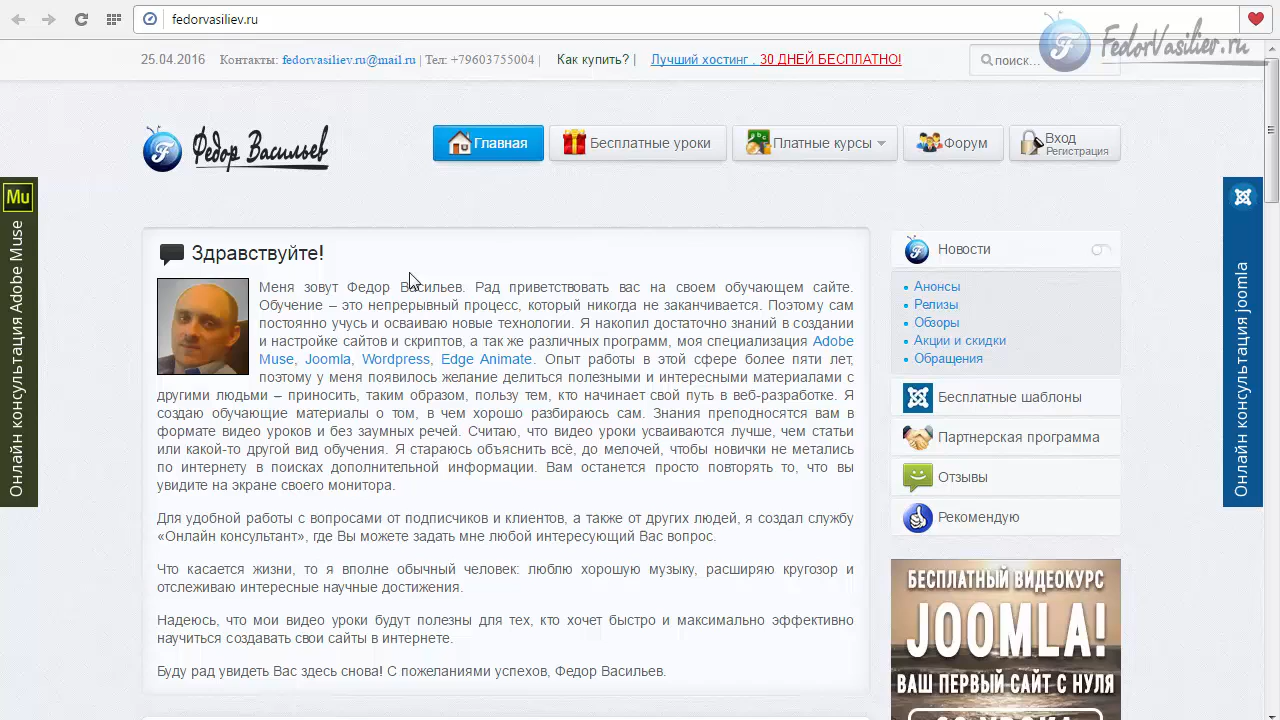 fedorvasiliev.ru
FedorVasiliev.ru
25.04.2016 Контакты: fedorvasiliev.ru@mail.ru | Тел: +79603755004 | Как купить? | Лучший хостинг . 30 ДНЕЙ БЕСПЛАТНО! поиск...
Федор Васильев
Главная Бесплатные уроки Платные курсы Форум Вход
Регистрация
Mu
Онлайн консультация Adobe Muse
Онлайн консультация joomla
Здравствуйте!
Меня зовут Федор Васильев. Рад приветствовать вас на своем обучающем сайте.
Обучение – это непрерывный процесс, который никогда не заканчивается. Поэтому сам
постоянно учусь и осваиваю новые технологии. Я накопил достаточно знаний в создании
и настройке сайтов и скриптов, а так же различных программ, моя специализация Adobe
Muse, Joomla, Wordpress, Edge Animate. Опыт работы в этой сфере более пяти лет,
поэтому у меня появилось желание делиться полезными и интересными материалами с
другими людьми – приносить, таким образом, пользу тем, кто начинает свой путь в веб-разработке. Я
создаю обучающие материалы о том, в чем хорошо разбираюсь сам. Знания преподносятся вам в
формате видео уроков и без заумных речей. Считаю, что видео уроки усваиваются лучше, чем статьи
или какой-то другой вид обучения. Я стараюсь объяснить всё, до мелочей, чтобы новички не метались
по интернету в поисках дополнительной информации. Вам останется просто повторять то, что вы
увидите на экране своего монитора.
Для удобной работы с вопросами от подписчиков и клиентов, а также от других людей, я создал службу
«Онлайн консультант», где Вы можете задать мне любой интересующий Вас вопрос.
Что касается жизни, то я вполне обычный человек: люблю хорошую музыку, расширяю кругозор и
отслеживаю интересные научные достижения.
Надеюсь, что мои видео уроки будут полезны для тех, кто хочет быстро и максимально эффективно
научиться создавать свои сайты в интернете.
Буду рад увидеть Вас здесь снова! С пожеланиями успехов, Федор Васильев.
Новости
Анонсы
Релизы
Обзоры
Акции и скидки
Обращения
Бесплатные шаблоны
Партнерская программа
Отзывы
Рекомендую
БЕСПЛАТНЫЙ ВИДЕОКУРС
JOOMLA!
ВАШ ПЕРВЫЙ САЙТ С НУЛЯ